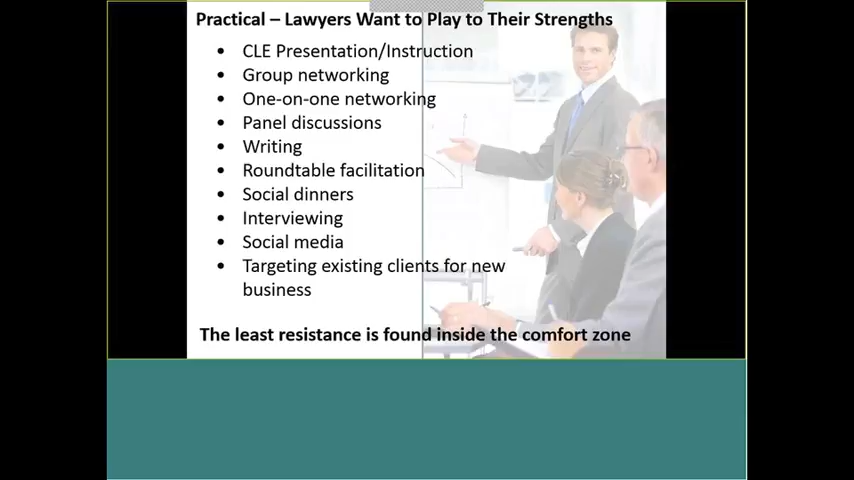 Practical – Lawyers Want to Play to Their Strengths
• CLE Presentation/Instruction
• Group networking
• One-on-one networking
• Panel discussions
• Writing
• Roundtable facilitation
• Social dinners
• Interviewing
• Social media
• Targeting existing clients for new
business
The least resistance is found inside the comfort zone